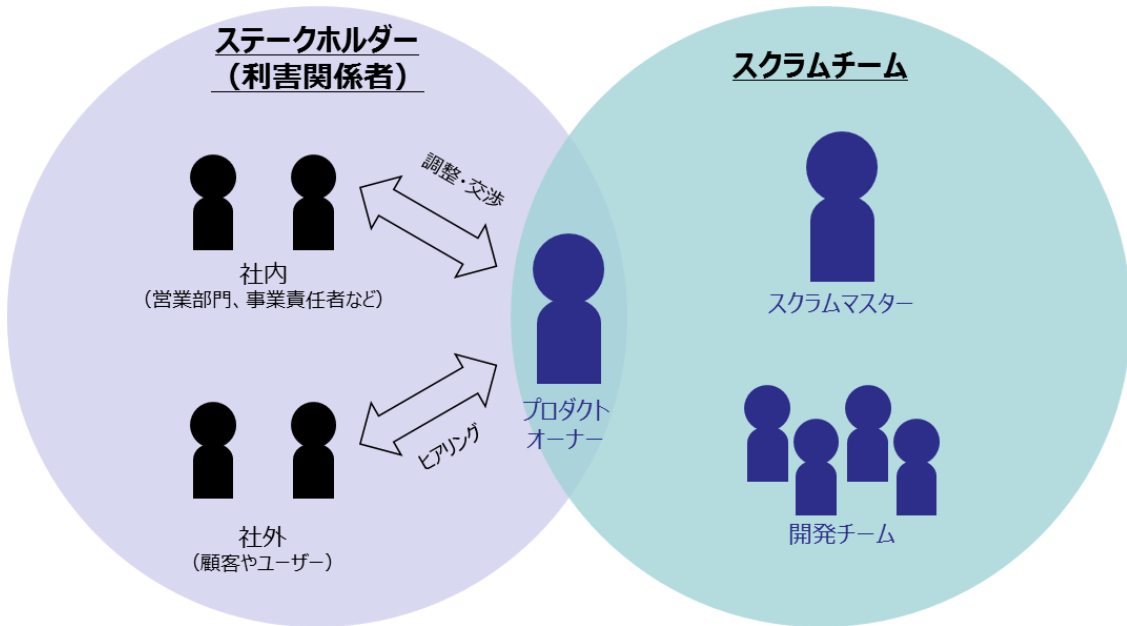 ステークホルダー
（利害関係者）
スクラムチーム
調整・交渉
社内
（営業部門、事業責任者など）
スクラムマスター
プロダクト
オーナー
ヒアリング
社外
（顧客やユーザー）
開発チーム